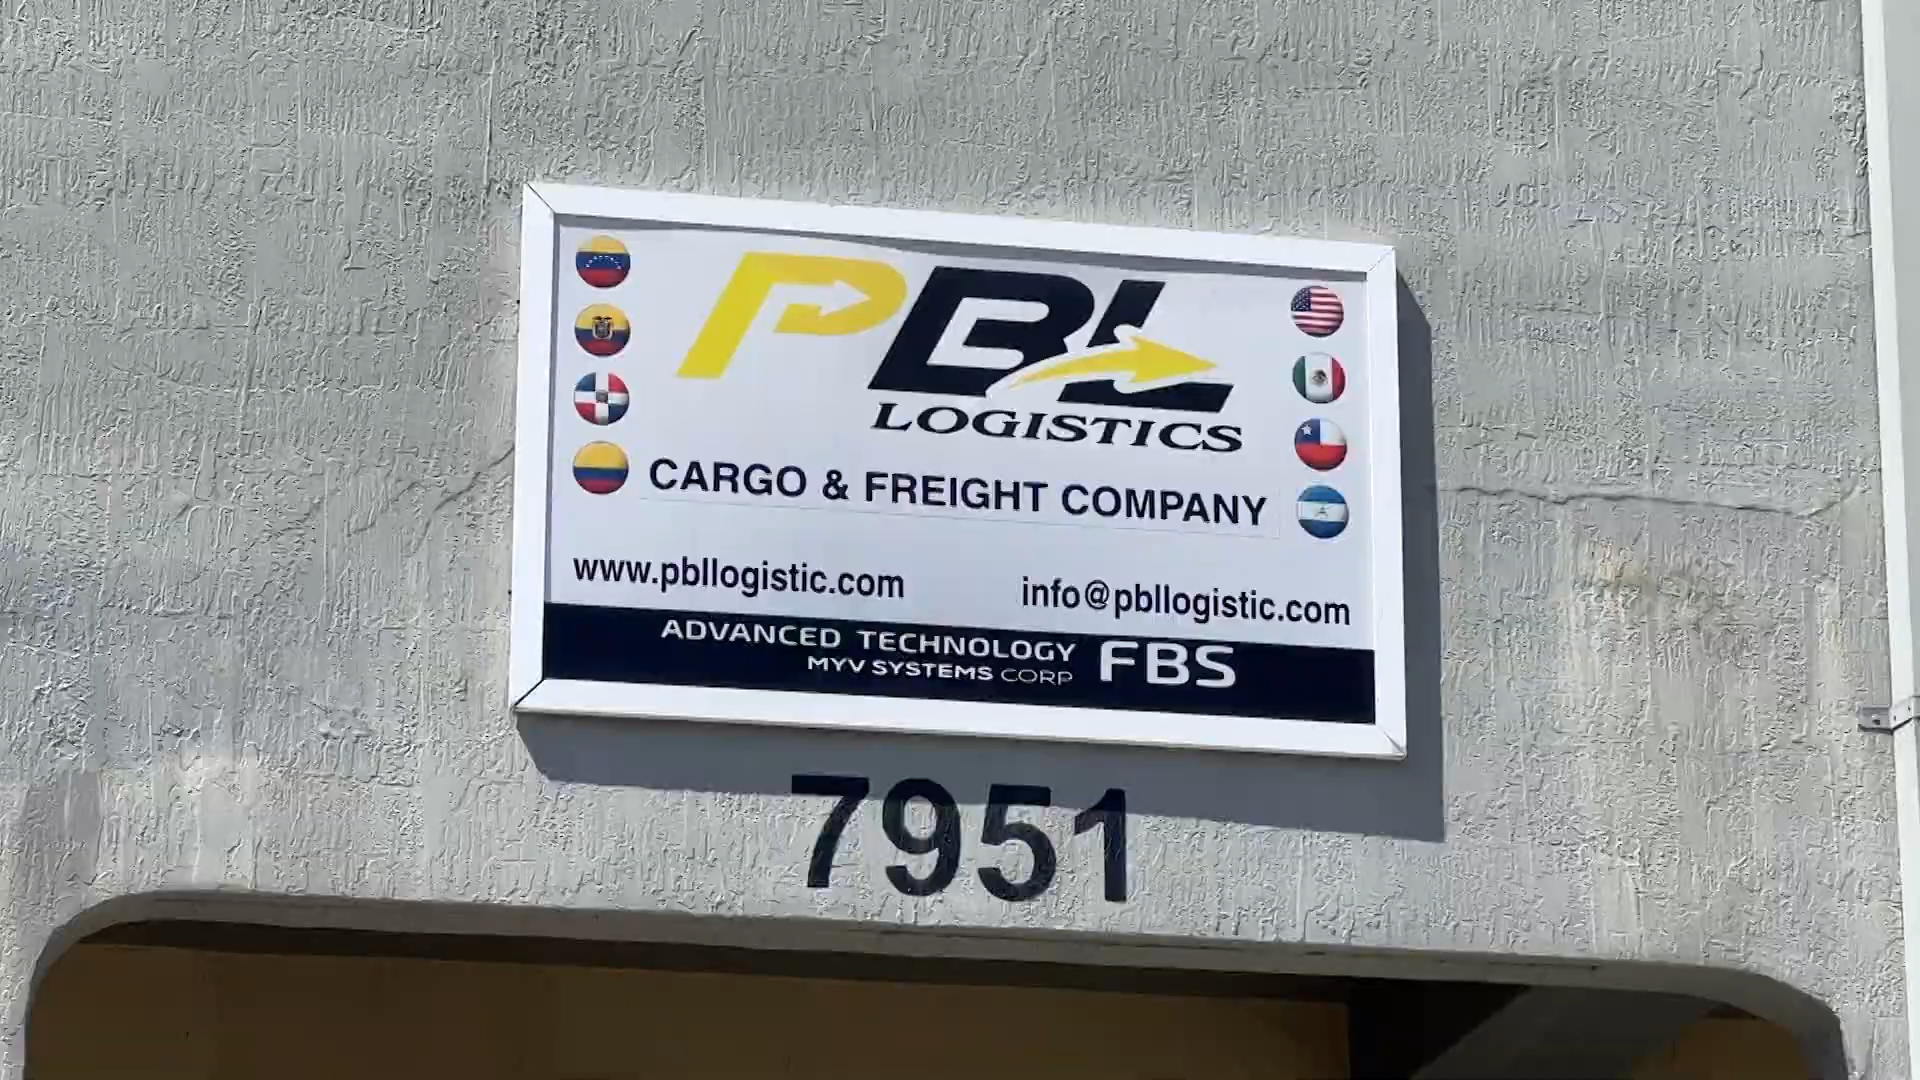 PBL
LOGISTICS
CARGO & FREIGHT COMPANY
www.pbllogistic.com info@pbllogistic.com
ADVANCED TECHNOLOGY FBS
MYV SYSTEMS CORP
7951